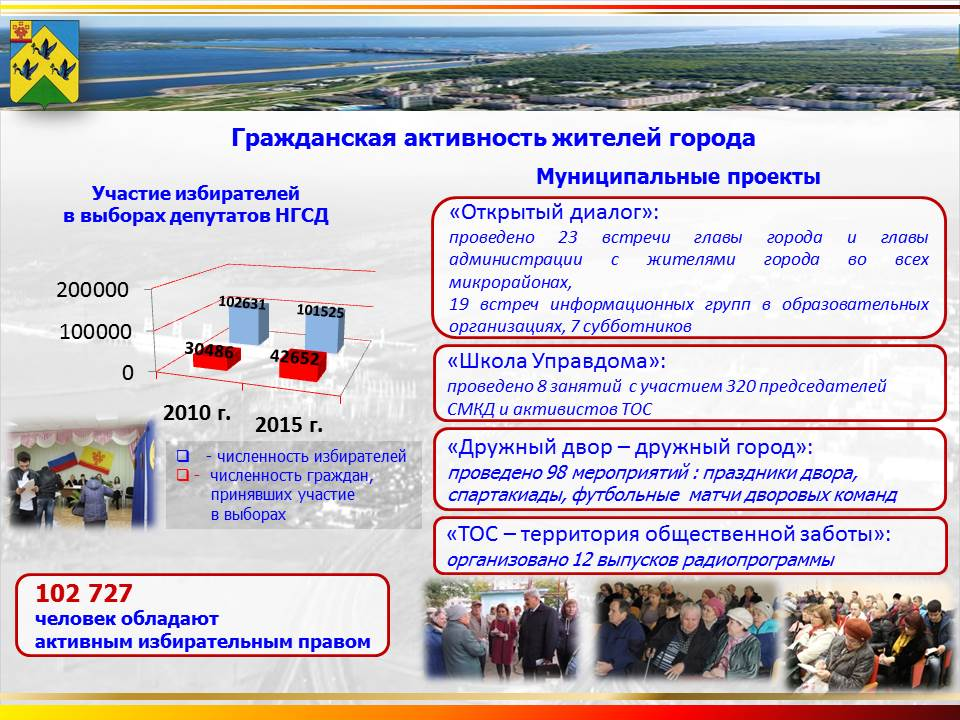 Гражданская активность жителей города
Участие избирателей
в выборах депутатов НГСД
200000
100000
0
102631
101525
30486
42652
2010 г.
2015 г.
- численность избирателей
- численность граждан,
принявших участие
в выборах
102 727
человек обладают
активным избирательным правом
Муниципальные проекты
«Открытый диалог»:
проведено 23 встречи главы города и главы
администрации с жителями города во всех
микрорайонах,
19 встреч информационных групп в образовательных
организациях, 7 субботников
«Школа Управдома»:
проведено 8 занятий с участием 320 председателей
СМКД и активистов ТОС
«Дружный двор – дружный город»:
проведено 98 мероприятий : праздники двора,
спартакиады, футбольные матчи дворовых команд
«ТОС – территория общественной заботы»:
организовано 12 выпусков радиопрограммы